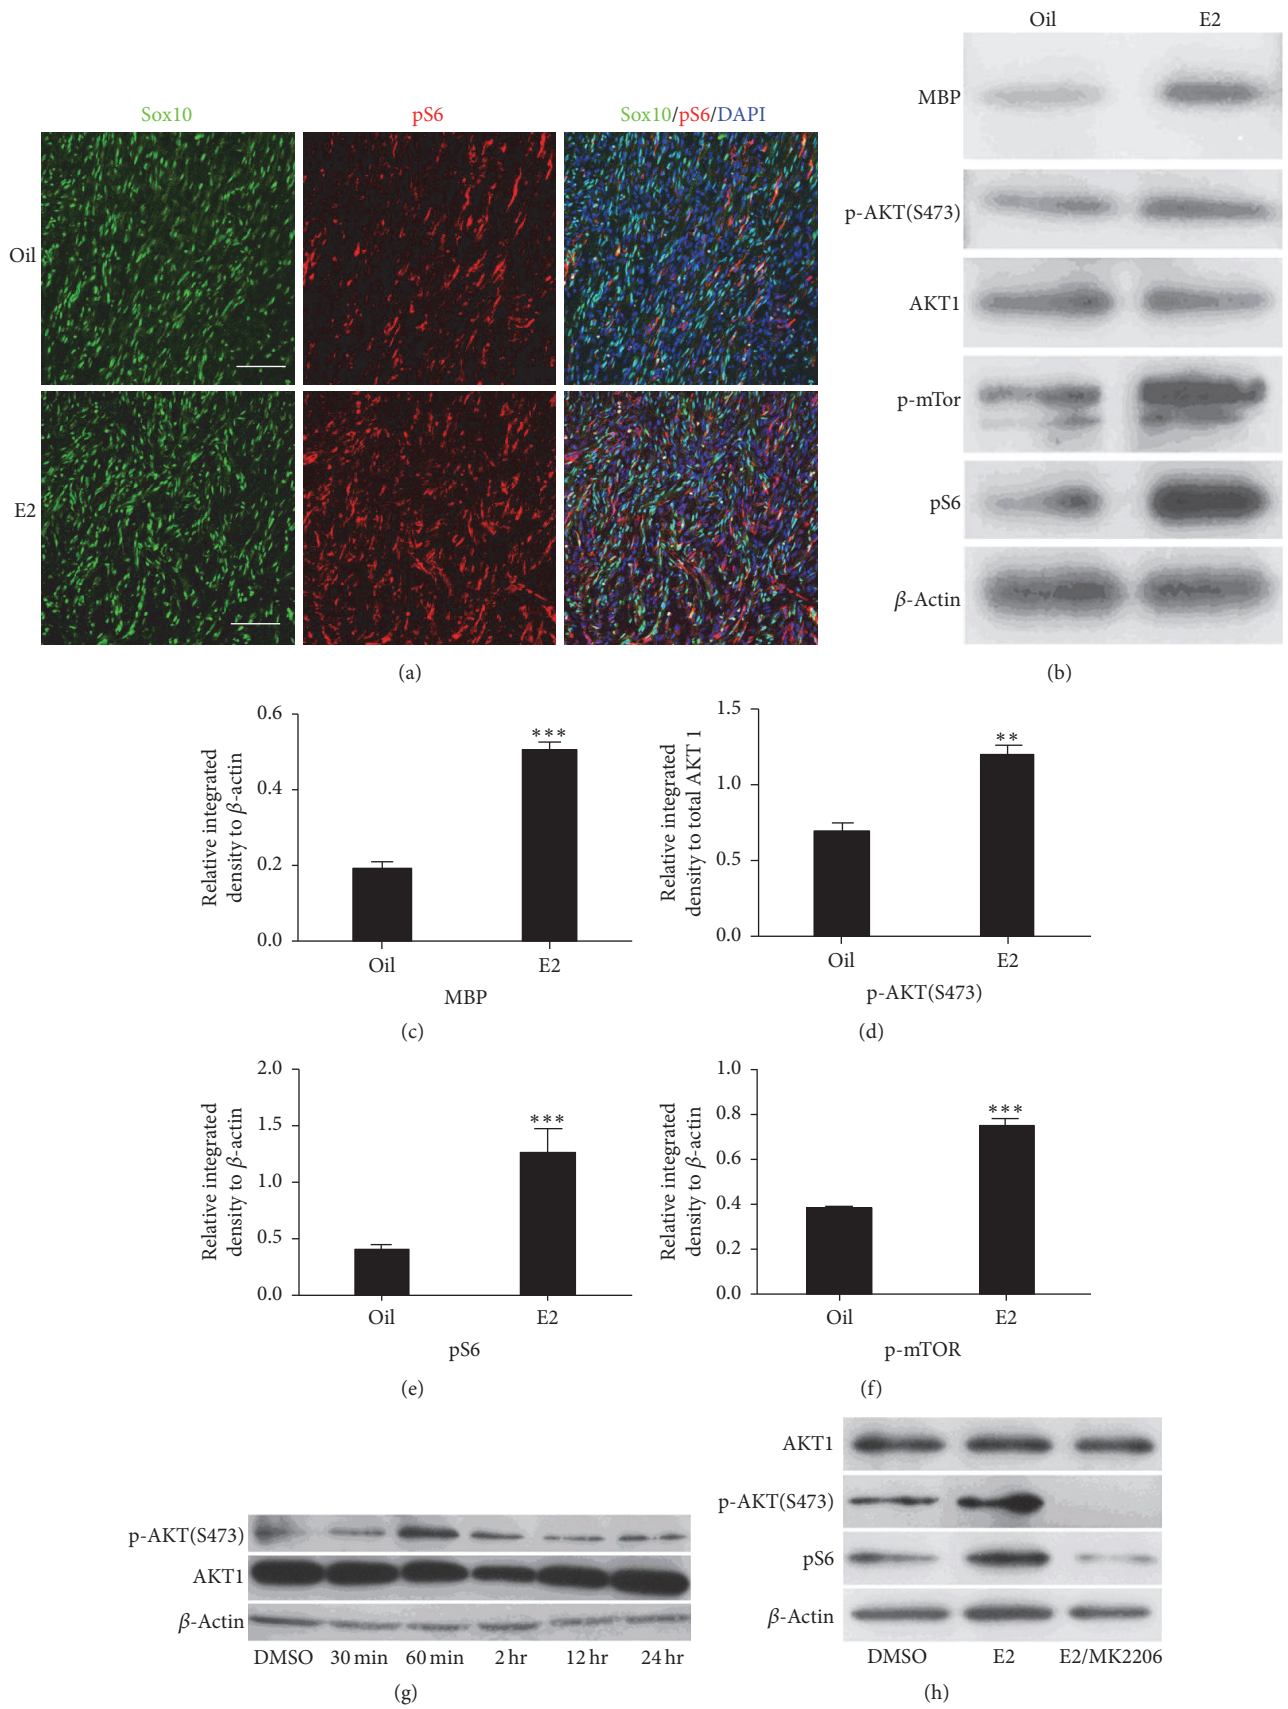 Sox10 pS6 Sox10/pS6/DAPI
Oil
E2
(a)
Oil E2
MBP
p-AKT(S473)
AKT1
p-mTor
pS6
β-Actin
(b)
Relative integrated
density to β-actin
0.6
0.4
0.2
0.0
***
Oil E2
MBP
(c)
Relative integrated
density to total AKT 1
1.5
1.0
0.5
0.0
**
Oil E2
p-AKT(S473)
(d)
Relative integrated
density to β-actin
2.0
1.5
1.0
0.5
0.0
***
Oil E2
pS6
(e)
Relative integrated
density to β-actin
1.0
0.8
0.6
0.4
0.2
0.0
***
Oil E2
p-mTOR
(f)
p-AKT(S473)
AKT1
β-Actin
DMSO 30 min 60 min 2 hr 12 hr 24 hr
(g)
AKT1
p-AKT(S473)
pS6
β-Actin
DMSO E2 E2/MK2206
(h)